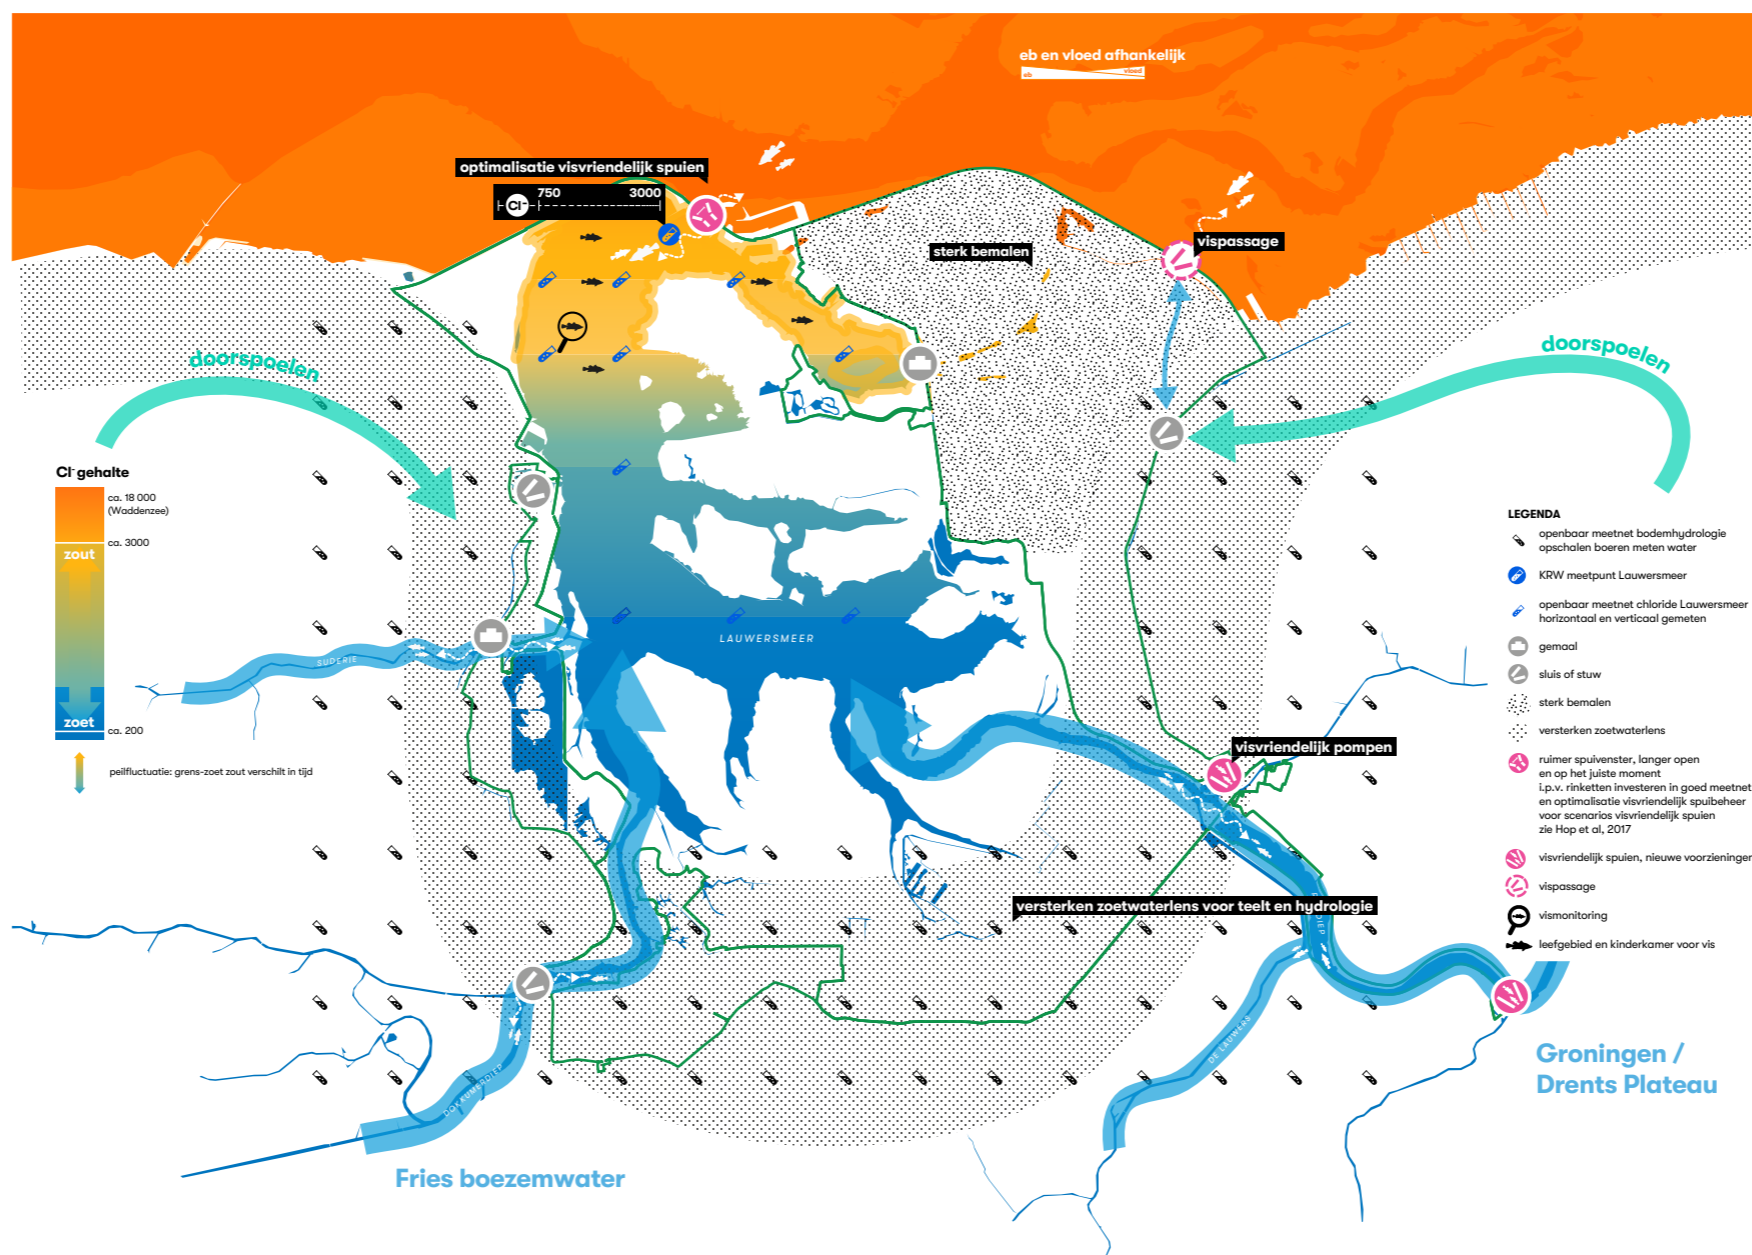 eb en vloed afhankelijk
eb
vloed
optimalisatie visvriendelijk spuien
Cl⁻
750
3000
vispassage
sterk bemalen
doorspoelen
doorspoelen
Cl⁻ gehalte
ca. 18 000
(Waddenzee)
ca. 3000
zout
zoet
ca. 200
peilfluctuatie: grens-zoet zout verschilt in tijd
LAUWERSMEER
SUDERIE
visvriendelijk pompen
versterken zoetwaterlens voor teelt en hydrologie
DE LAUWERS
DOKKUMERDIEP
Fries boezemwater
Groningen /
Drents Plateau
LEGENDA
openbaar meetnet bodemhydrologie
opschalen boeren meten water
KRW meetpunt Lauwersmeer
openbaar meetnet chloride Lauwersmeer
horizontaal en verticaal gemeten
gemaal
sluis of stuw
sterk bemalen
versterken zoetwaterlens
ruimer spuivenster, langer open
en op het juiste moment
i.p.v. rinketten investeren in goed meetnet
en optimalisatie visvriendelijk spuibeheer
voor scenarios visvriendelijk spuien
zie Hop et al, 2017
visvriendelijk spuien, nieuwe voorzieningen
vispassage
vismonitoring
leefgebied en kinderkamer voor vis